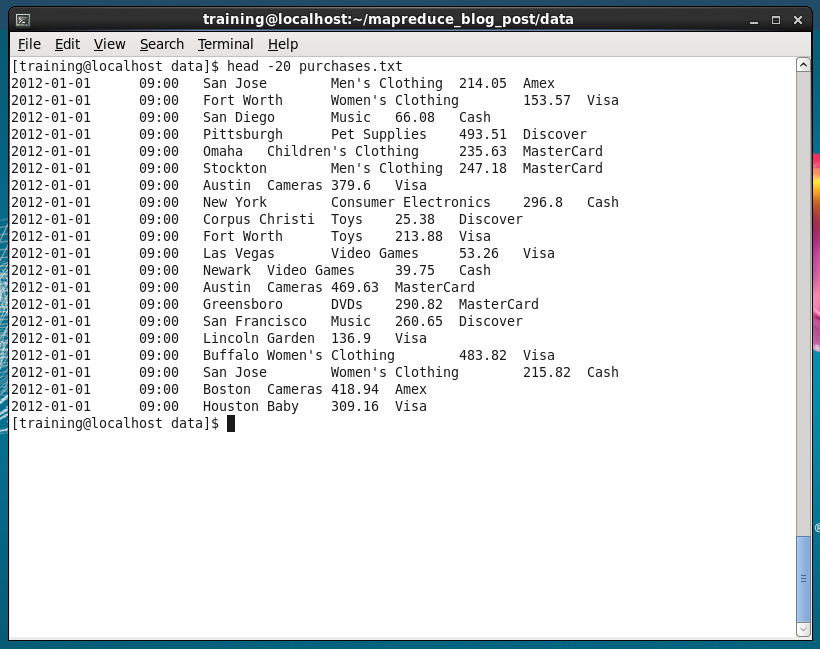 training@localhost:~/mapreduce_blog_post/data
File Edit View Search Terminal Help
[training@localhost data]$ head -20 purchases.txt
2012-01-01      09:00   San Jose        Men's Clothing  214.05  Amex
2012-01-01      09:00   Fort Worth      Women's Clothing        153.57  Visa
2012-01-01      09:00   San Diego       Music   66.08   Cash
2012-01-01      09:00   Pittsburgh      Pet Supplies    493.51  Discover
2012-01-01      09:00   Omaha   Children's Clothing     235.63  MasterCard
2012-01-01      09:00   Stockton        Men's Clothing  247.18  MasterCard
2012-01-01      09:00   Austin  Cameras 379.6   Visa
2012-01-01      09:00   New York        Consumer Electronics    296.8   Cash
2012-01-01      09:00   Corpus Christi  Toys    25.38   Discover
2012-01-01      09:00   Fort Worth      Toys    213.88  Visa
2012-01-01      09:00   Las Vegas       Video Games     53.26   Visa
2012-01-01      09:00   Newark  Video Games     39.75   Cash
2012-01-01      09:00   Austin  Cameras 469.63  MasterCard
2012-01-01      09:00   Greensboro      DVDs    290.82  MasterCard
2012-01-01      09:00   San Francisco   Music   260.65  Discover
2012-01-01      09:00   Lincoln Garden  136.9   Visa
2012-01-01      09:00   Buffalo Women's Clothing        483.82  Visa
2012-01-01      09:00   San Jose        Women's Clothing        215.82  Cash
2012-01-01      09:00   Boston  Cameras 418.94  Amex
2012-01-01      09:00   Houston Baby    309.16  Visa
[training@localhost data]$